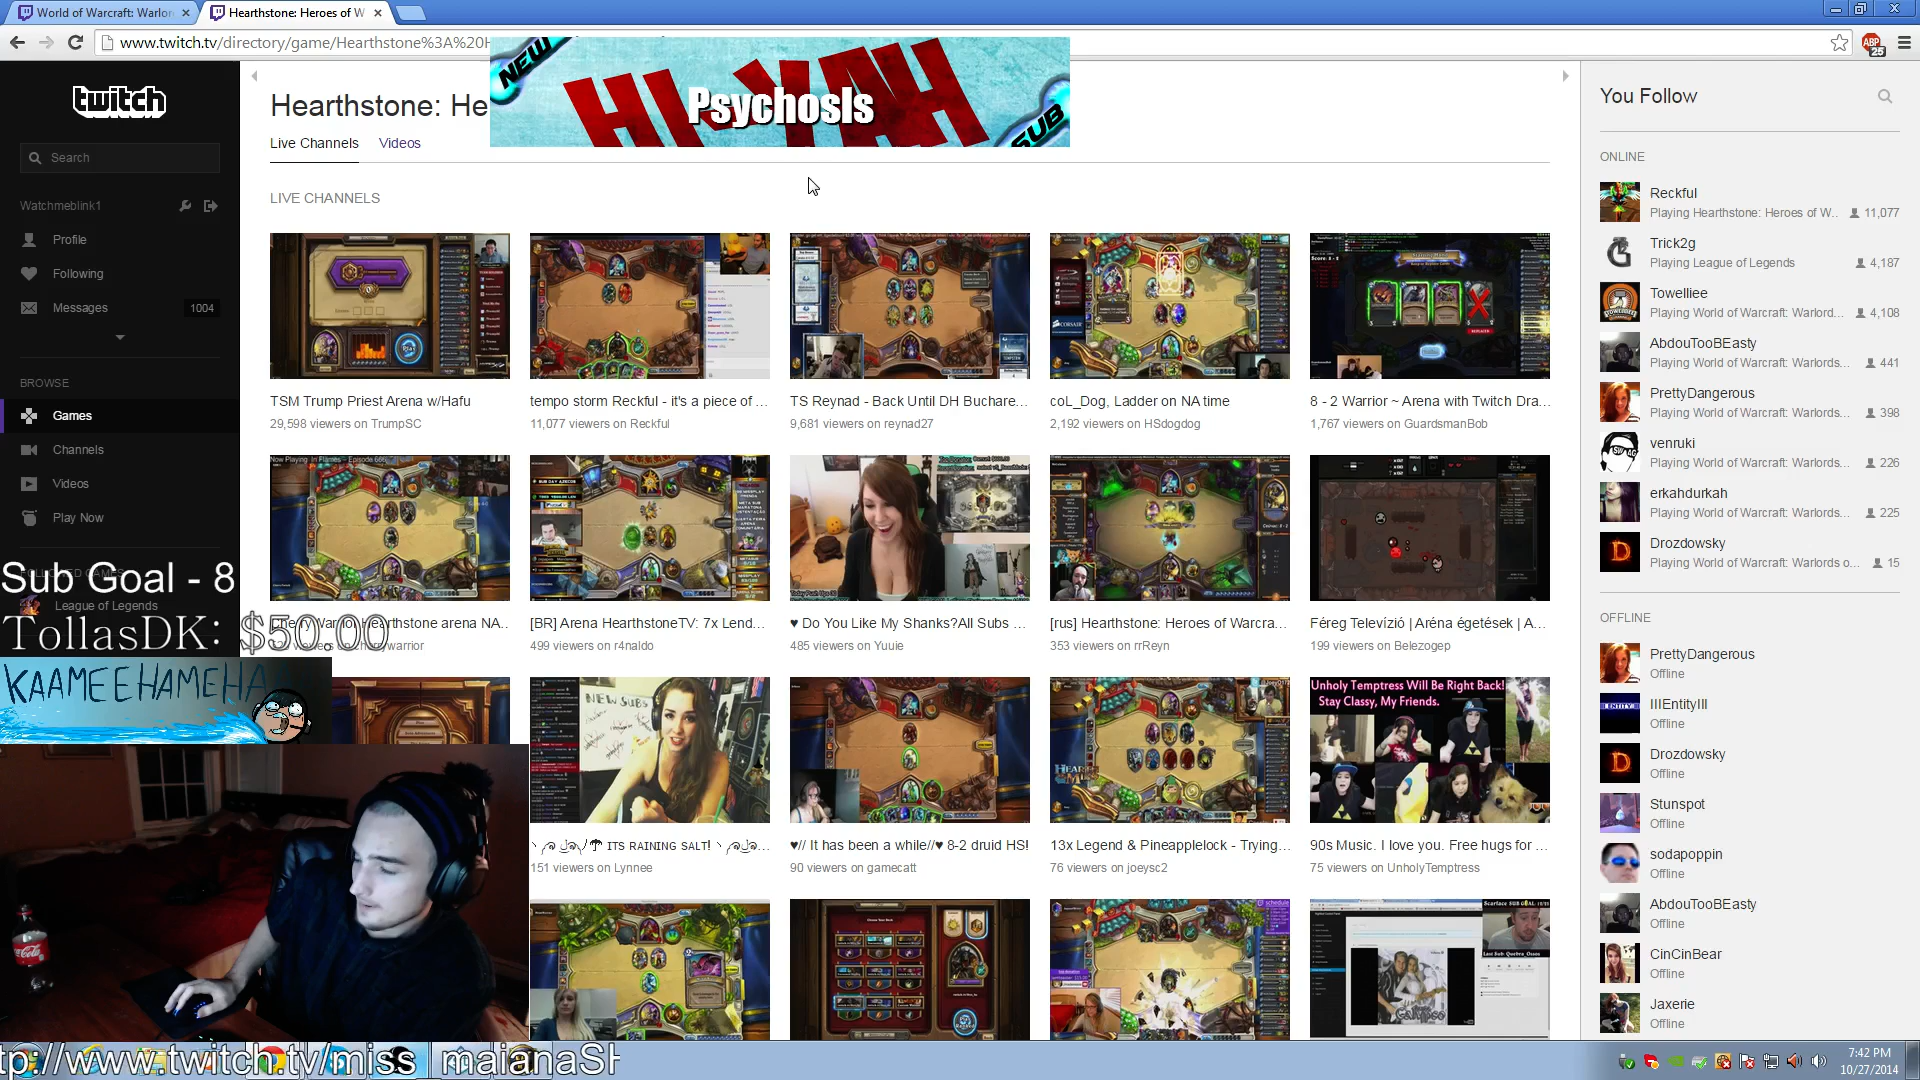 World of Warcraft: Warlor
Hearthstone: Heroes of W
www.twitch.tv/directory/game/Hearthstone%3A%20H
ABP
25
NEW
HI-YAH
PsychosIs
SUB
twitch
Search
Watchmeblink1
Profile
Following
Messages
1004
BROWSE
Games
Channels
Videos
Play Now
League of Legends
Sub Goal - 8
TollasDK: $50.00
KAAMEEHAMEHA
Hearthstone: He
Live Channels
Videos
LIVE CHANNELS
TSM Trump Priest Arena w/Hafu
29,598 viewers on TrumpSC
tempo storm Reckful - it's a piece of ...
11,077 viewers on Reckful
TS Reynad - Back Until DH Buchare...
9,681 viewers on reynad27
coL_Dog, Ladder on NA time
2,192 viewers on HSdogdog
8 - 2 Warrior ~ Arena with Twitch Dra...
1,767 viewers on GuardsmanBob
Hearthstone arena NA..
[BR] Arena HearthstoneTV: 7x Lend...
499 viewers on r4naldo
♥ Do You Like My Shanks?All Subs ...
485 viewers on Yuuie
[rus] Hearthstone: Heroes of Warcra...
353 viewers on rrReyn
Féreg Televízió | Aréna égetések | A...
199 viewers on Belezogep
NEW SUBS
Unholy Temptress Will Be Right Back!
Stay Classy, My Friends.
ITS RAINING SALT!
151 viewers on Lynnee
♥// It has been a while//♥ 8-2 druid HS!
90 viewers on gamecatt
13x Legend & Pineapplelock - Trying...
76 viewers on joeysc2
90s Music. I love you. Free hugs for ...
75 viewers on UnholyTemptress
You Follow
ONLINE
Reckful
Playing Hearthstone: Heroes of W..
11,077
Trick2g
Playing League of Legends
4,187
Towelliee
Playing World of Warcraft: Warlord...
4,108
AbdouTooBEasty
Playing World of Warcraft: Warlords...
441
PrettyDangerous
Playing World of Warcraft: Warlords...
398
venruki
Playing World of Warcraft: Warlords...
226
erkahdurkah
Playing World of Warcraft: Warlords...
225
Drozdowsky
Playing World of Warcraft: Warlords o...
15
OFFLINE
PrettyDangerous
Offline
IIIEntityIII
Offline
Drozdowsky
Offline
Stunspot
Offline
sodapoppin
Offline
AbdouTooBEasty
Offline
CinCinBear
Offline
Jaxerie
Offline
tp://www.twitch.tv/miss_maianaSH
7:42 PM
10/27/2014